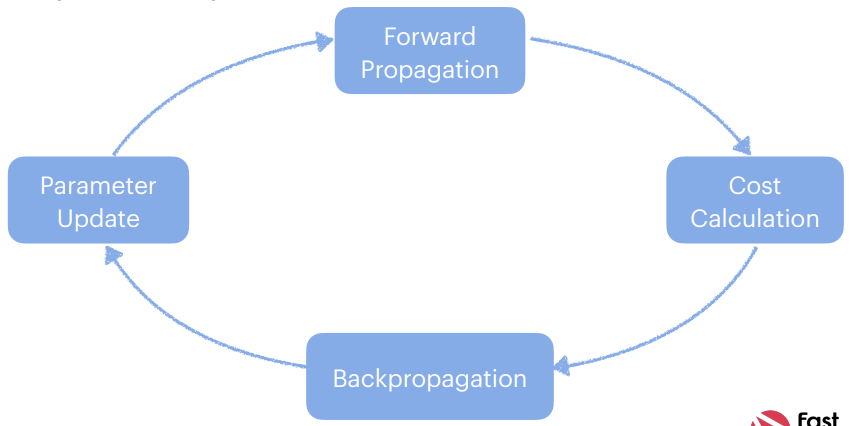 Forward
Propagation
Parameter
Update
Cost
Calculation
Backpropagation
Fast